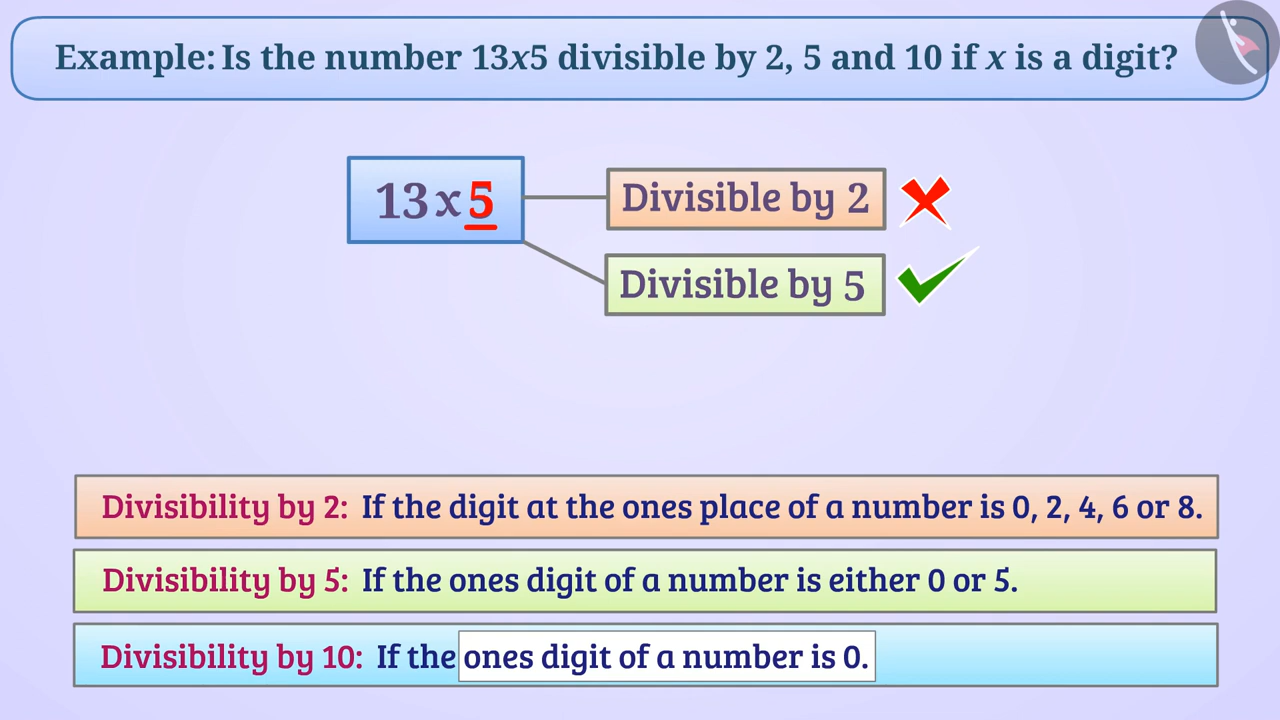 Example: Is the number 13x5 divisible by 2, 5 and 10 if x is a digit?
13x5
Divisible by 2
Divisible by 5
Divisibility by 2: If the digit at the ones place of a number is 0, 2, 4, 6 or 8.
Divisibility by 5: If the ones digit of a number is either 0 or 5.
Divisibility by 10: If the ones digit of a number is 0.